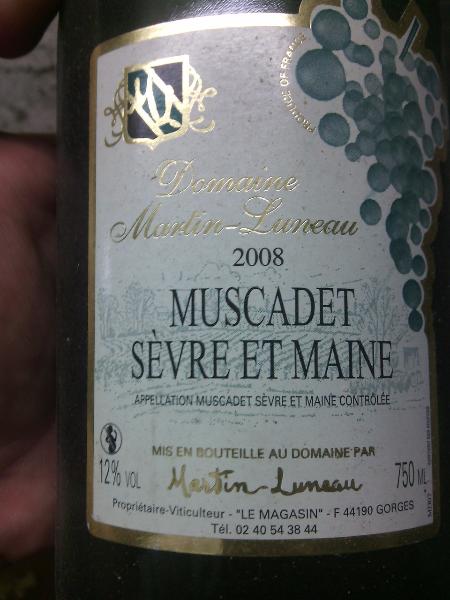 PRODUCE OF FRANCE
Domaine
Martin-Luneau
2008
MUSCADET
SÈVRE ET MAINE
APPELLATION MUSCADET SÈVRE ET MAINE CONTRÔLÉE
MIS EN BOUTEILLE AU DOMAINE PAR
12% VOL
Martin-Luneau
750 ML
Propriétaire-Viticulteur - "LE MAGASIN" - F 44190 GORGES
Tél. 02 40 54 38 44